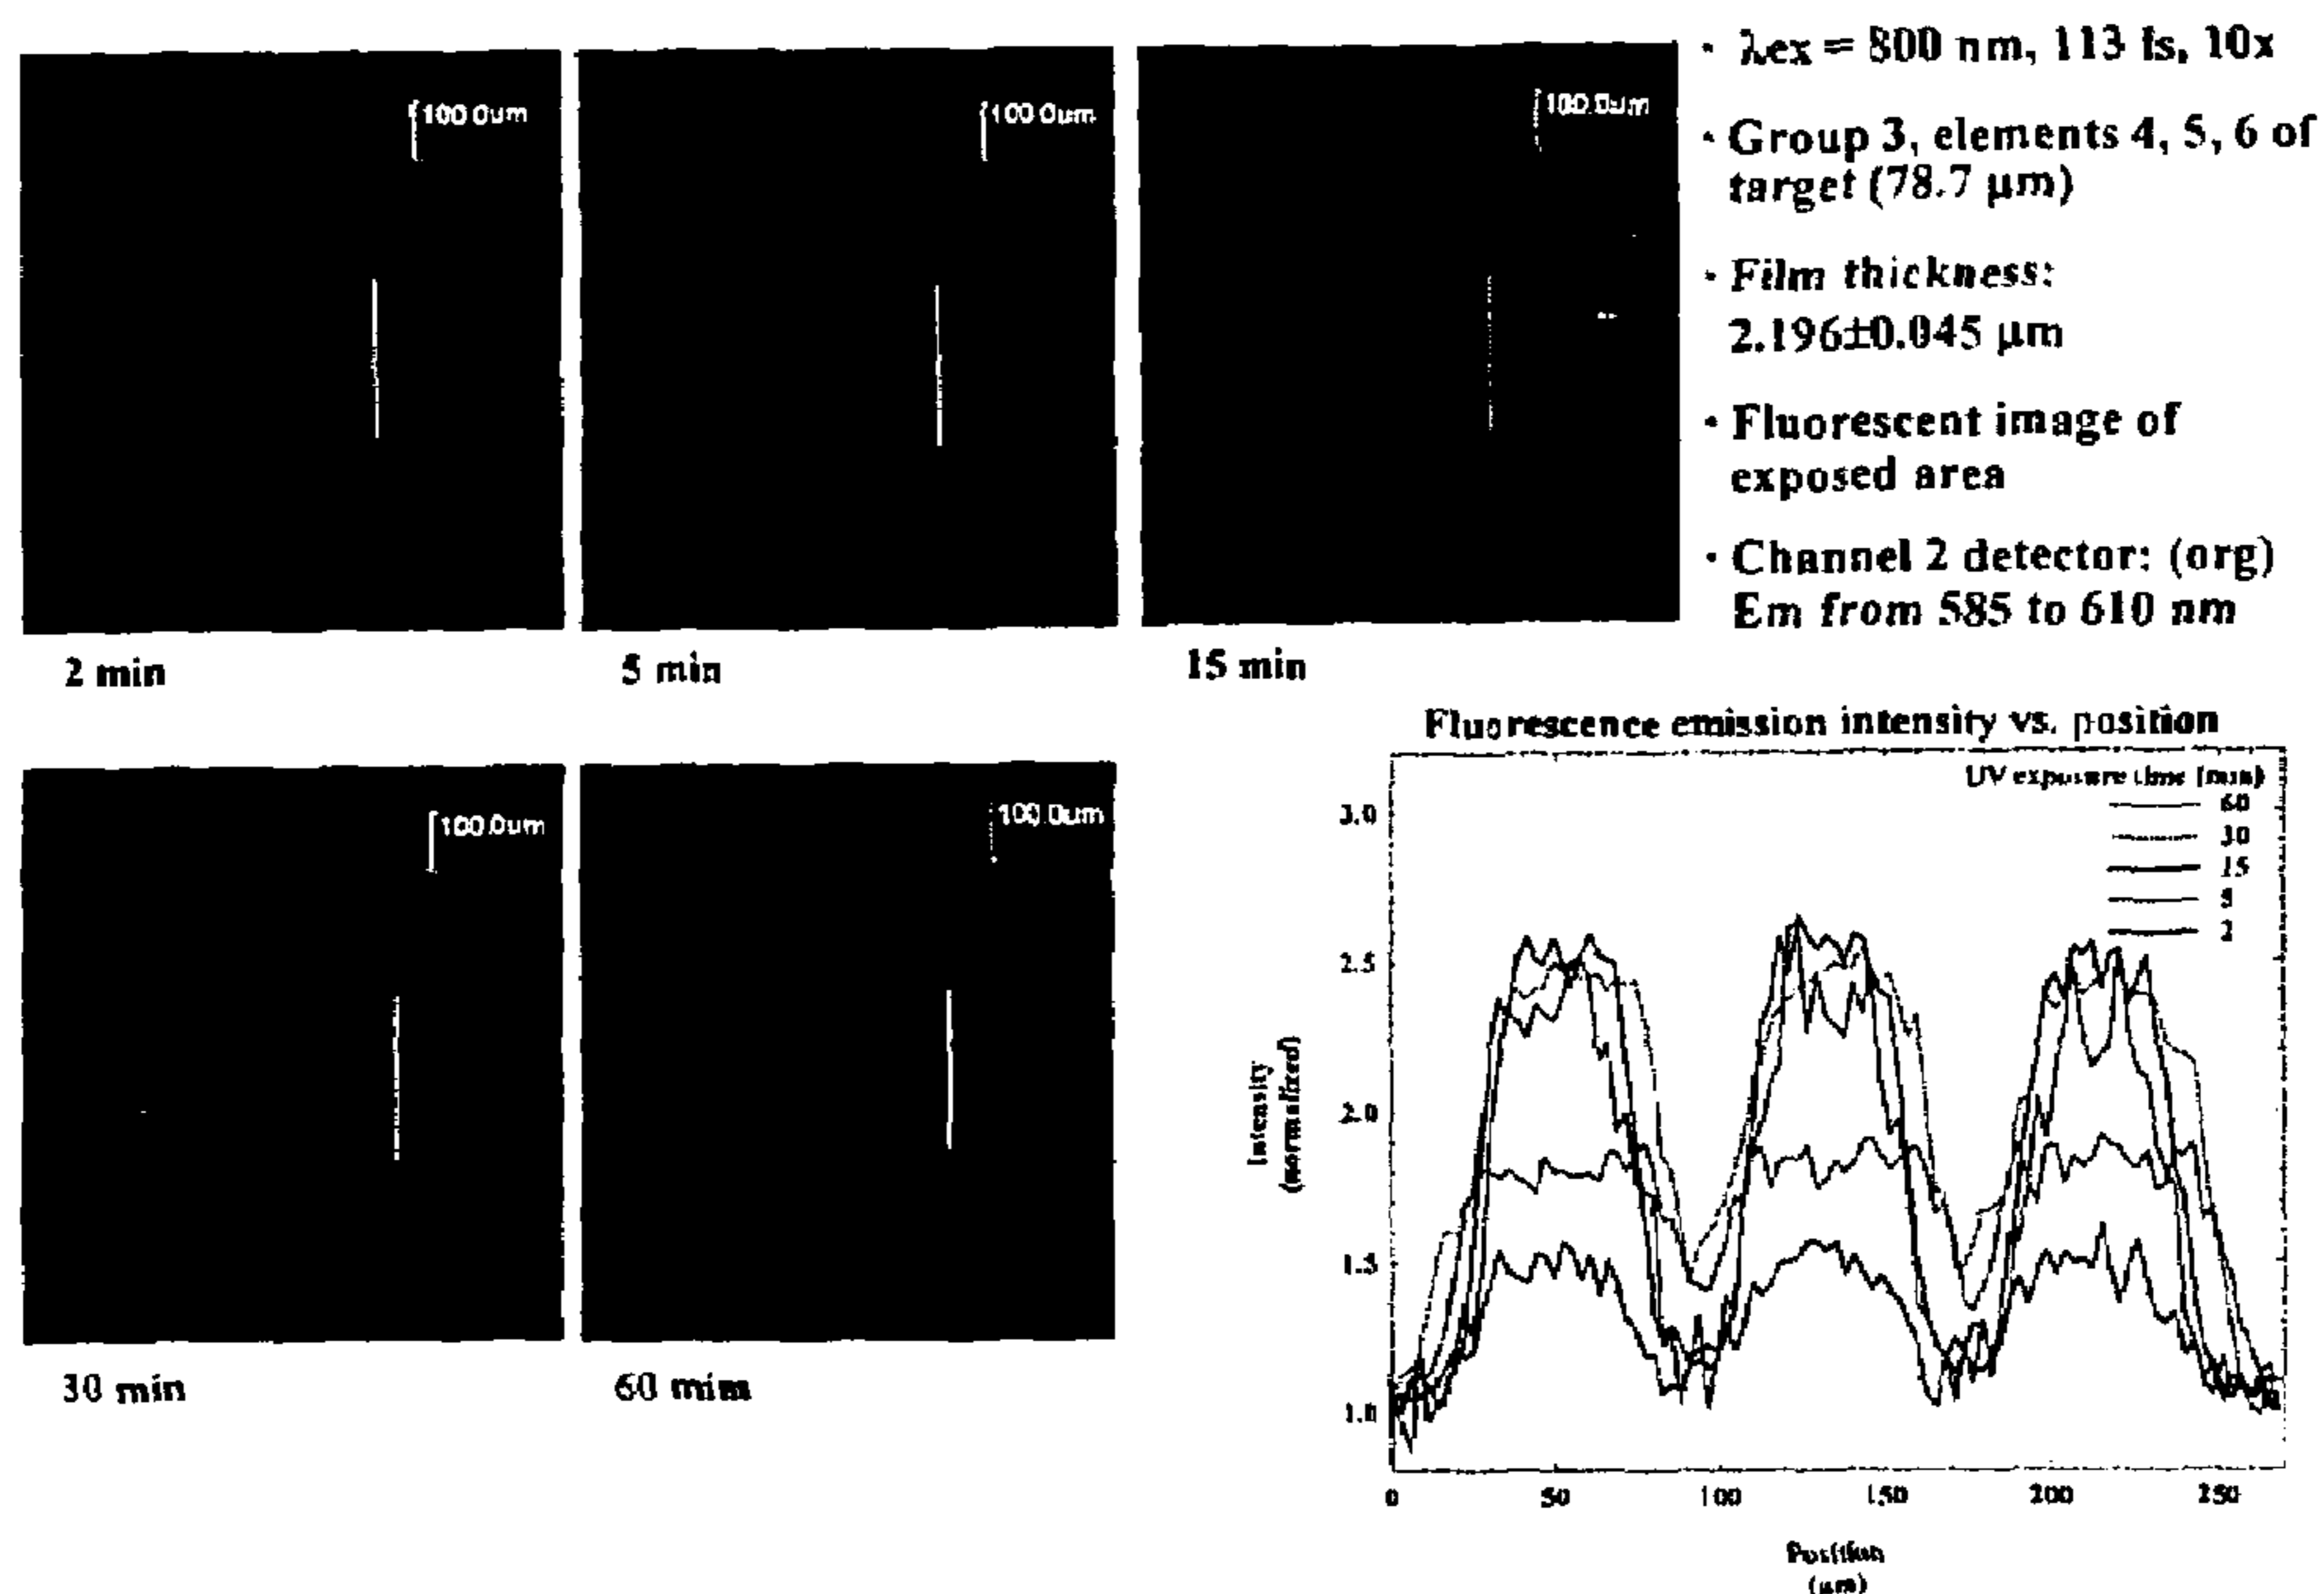 100.0um
100.0um
100.0um
2 min
5 min
15 min
• λex = 800 nm, 113 fs, 10x
• Group 3, elements 4, 5, 6 of
target (78.7 μm)
• Film thickness:
2.196±0.045 μm
• Fluorescent image of
exposed area
• Channel 2 detector: (org)
Em from 585 to 610 nm
100.0um
100.0um
30 min
60 min
Fluorescence emission intensity vs. position
UV exposure time (min)
60
30
15
5
2
3.0
2.5
2.0
1.5
1.0
Intensity
(normalized)
0 50 100 150 200 250
Position
(μm)